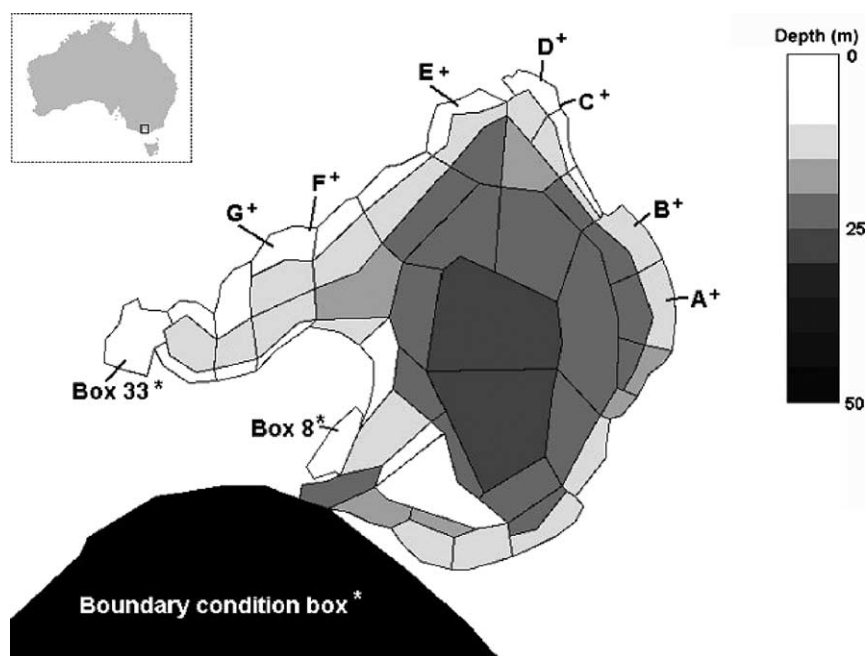 Depth (m)
0
25
50
D+
E+
C+
F+
G+
B+
A+
Box 33*
Box 8*
Boundary condition box*